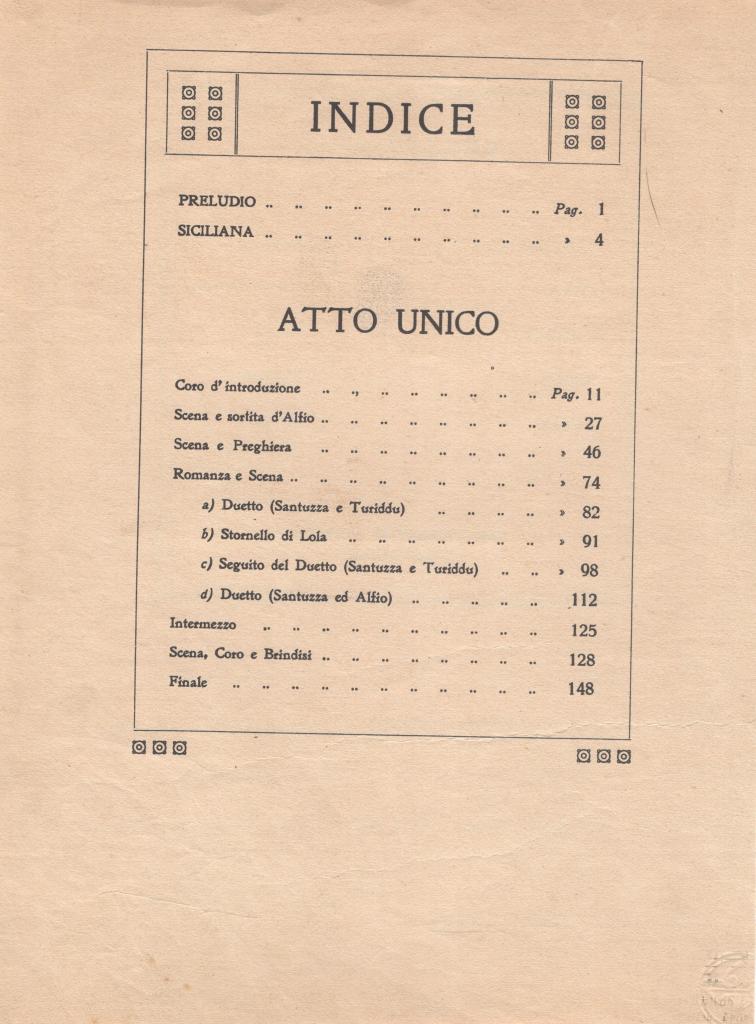 INDICE
PRELUDIO .. .. .. .. .. .. .. .. .. .. Pag. 1
SICILIANA .. .. .. .. .. .. .. .. .. .. » 4
ATTO UNICO
Coro d'introduzione .. .. .. .. .. .. .. .. Pag. 11
Scena e sortita d'Alfio .. .. .. .. .. .. .. .. » 27
Scena e Preghiera .. .. .. .. .. .. .. .. » 46
Romanza e Scena .. .. .. .. .. .. .. .. .. » 74
a) Duetto (Santuzza e Turiddu) .. .. .. .. » 82
b) Stornello di Lola .. .. .. .. .. .. .. » 91
c) Seguito del Duetto (Santuzza e Turiddu) .. .. » 98
d) Duetto (Santuzza ed Alfio) .. .. .. .. .. 112
Intermezzo .. .. .. .. .. .. .. .. .. .. 125
Scena, Coro e Brindisi .. .. .. .. .. .. .. .. 128
Finale .. .. .. .. .. .. .. .. .. .. .. 148